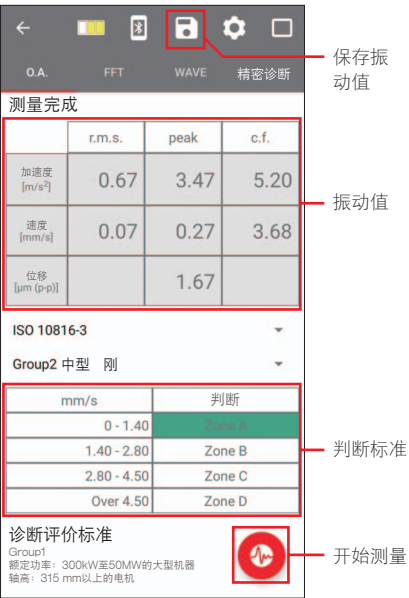 O.A. FFT WAVE 精密诊断
保存振
动值
测量完成
r.m.s. peak c.f.
加速度
[m/s²] 0.67 3.47 5.20
振动值
速度
[mm/s] 0.07 0.27 3.68
位移
[μm (p-p)] 1.67
ISO 10816-3
Group2 中型 刚
mm/s 判断
0 - 1.40 Zone A
1.40 - 2.80 Zone B
判断标准
2.80 - 4.50 Zone C
Over 4.50 Zone D
诊断评价标准
Group1
额定功率：300kW至50MW的大型机器
轴高：315 mm以上的电机
开始测量